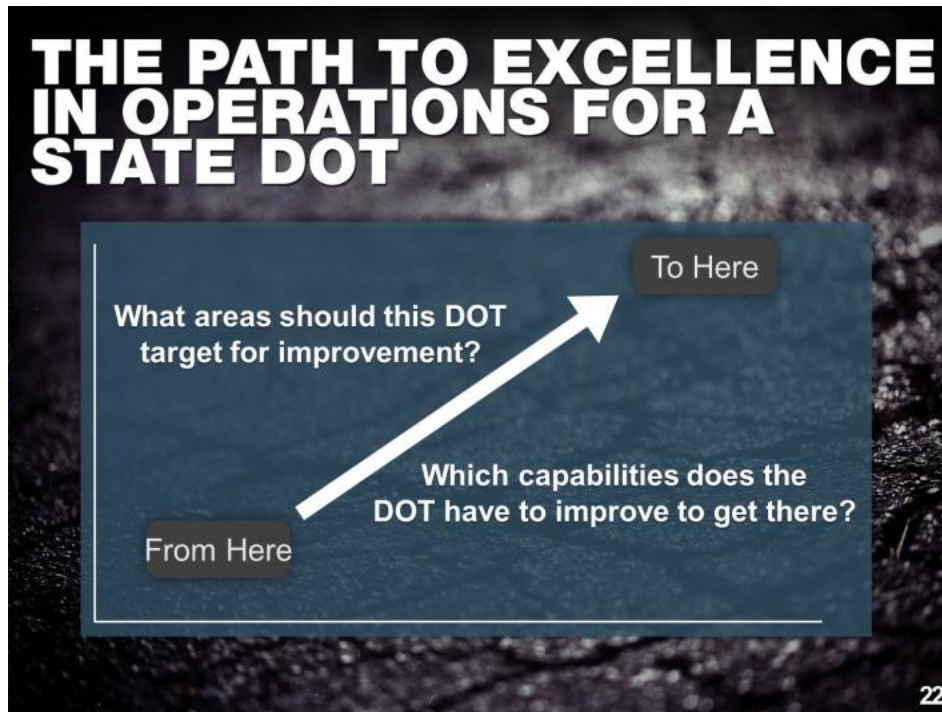 THE PATH TO EXCELLENCE
IN OPERATIONS FOR A
STATE DOT
To Here
What areas should this DOT
target for improvement?
Which capabilities does the
DOT have to improve to get there?
From Here
22